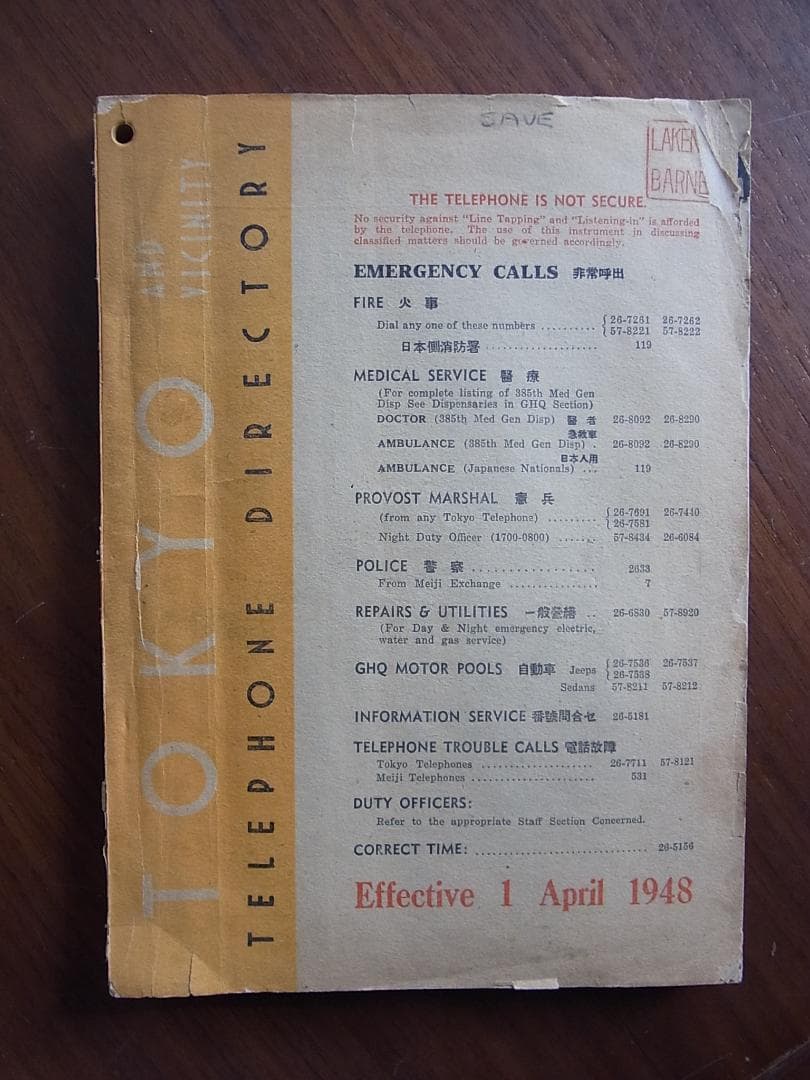 SAVE
LAKEN
BARNE
TOKYO
AND
VICINITY
TELEPHONE DIRECTORY
THE TELEPHONE IS NOT SECURE.
No security against "Line Tapping" and "Listening-in" is afforded
by the telephone. The use of this instrument in discussing
classified matters should be governed accordingly.
EMERGENCY CALLS 非常呼出
FIRE 火事
Dial any one of these numbers .......... { 26-7261 26-7262
57-8221 57-8222
日本側消防署 ................... 119
MEDICAL SERVICE 醫療
(For complete listing of 385th Med Gen
Disp See Dispensaries in GHQ Section)
DOCTOR (385th Med Gen Disp) 醫者 26-8092 26-8290
急救車
AMBULANCE (385th Med Gen Disp) . 26-8092 26-8290
日本人用
AMBULANCE (Japanese Nationals) ... 119
PROVOST MARSHAL 憲兵
(from any Tokyo Telephone) ......... { 26-7691 26-7440
26-7581
Night Duty Officer (1700-0800) ....... 57-8434 26-6084
POLICE 警察 .................. 2633
From Meiji Exchange ............... 7
REPAIRS & UTILITIES 一般營繕 .. 26-6830 57-8920
(For Day & Night emergency electric,
water and gas service)
GHQ MOTOR POOLS 自動車 Jeeps { 26-7536 26-7537
26-7538
Sedans 57-8211 57-8212
INFORMATION SERVICE 番號問合セ 26-5181
TELEPHONE TROUBLE CALLS 電話故障
Tokyo Telephones ................... 26-7711 57-8121
Meiji Telephones ..................... 531
DUTY OFFICERS:
Refer to the appropriate Staff Section Concerned.
CORRECT TIME: ............................ 26-5156
Effective 1 April 1948